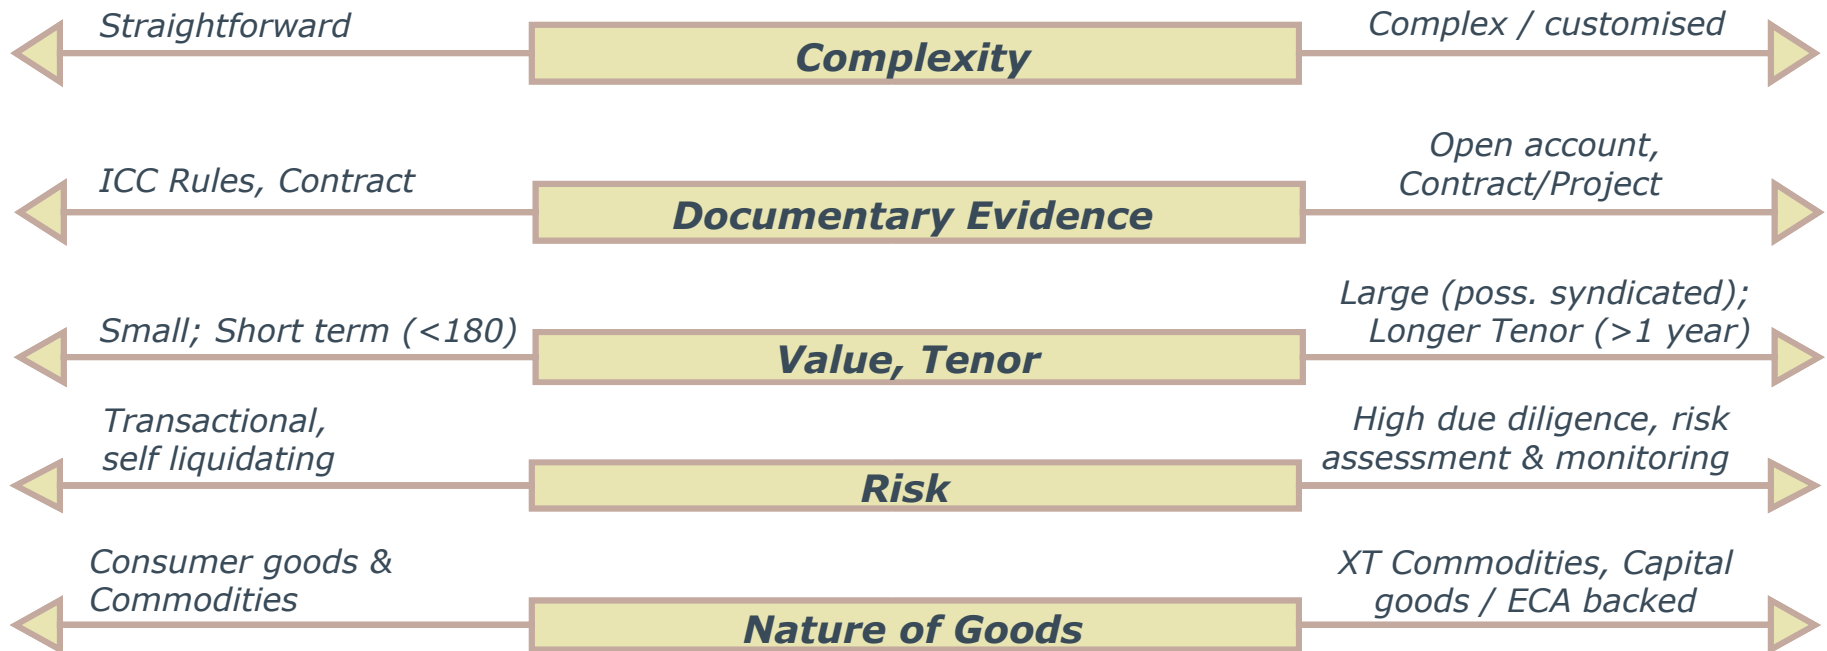 Straightforward
Complexity
Complex / customised
ICC Rules, Contract
Documentary Evidence
Open account,
Contract/Project
Small; Short term (<180)
Value, Tenor
Large (poss. syndicated);
Longer Tenor (>1 year)
Transactional,
self liquidating
Risk
High due diligence, risk
assessment & monitoring
Consumer goods &
Commodities
Nature of Goods
XT Commodities, Capital
goods / ECA backed